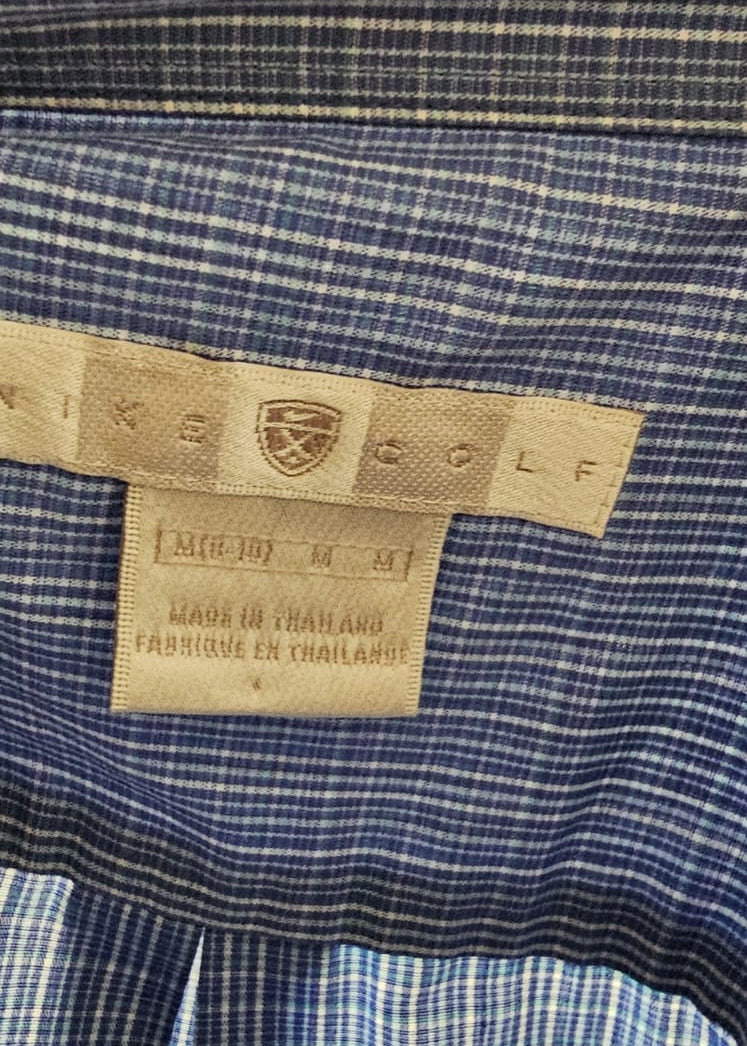 NIKE GOLF
M(8-10) M M
MADE IN THAILAND
FABRIQUE EN THAILANDE